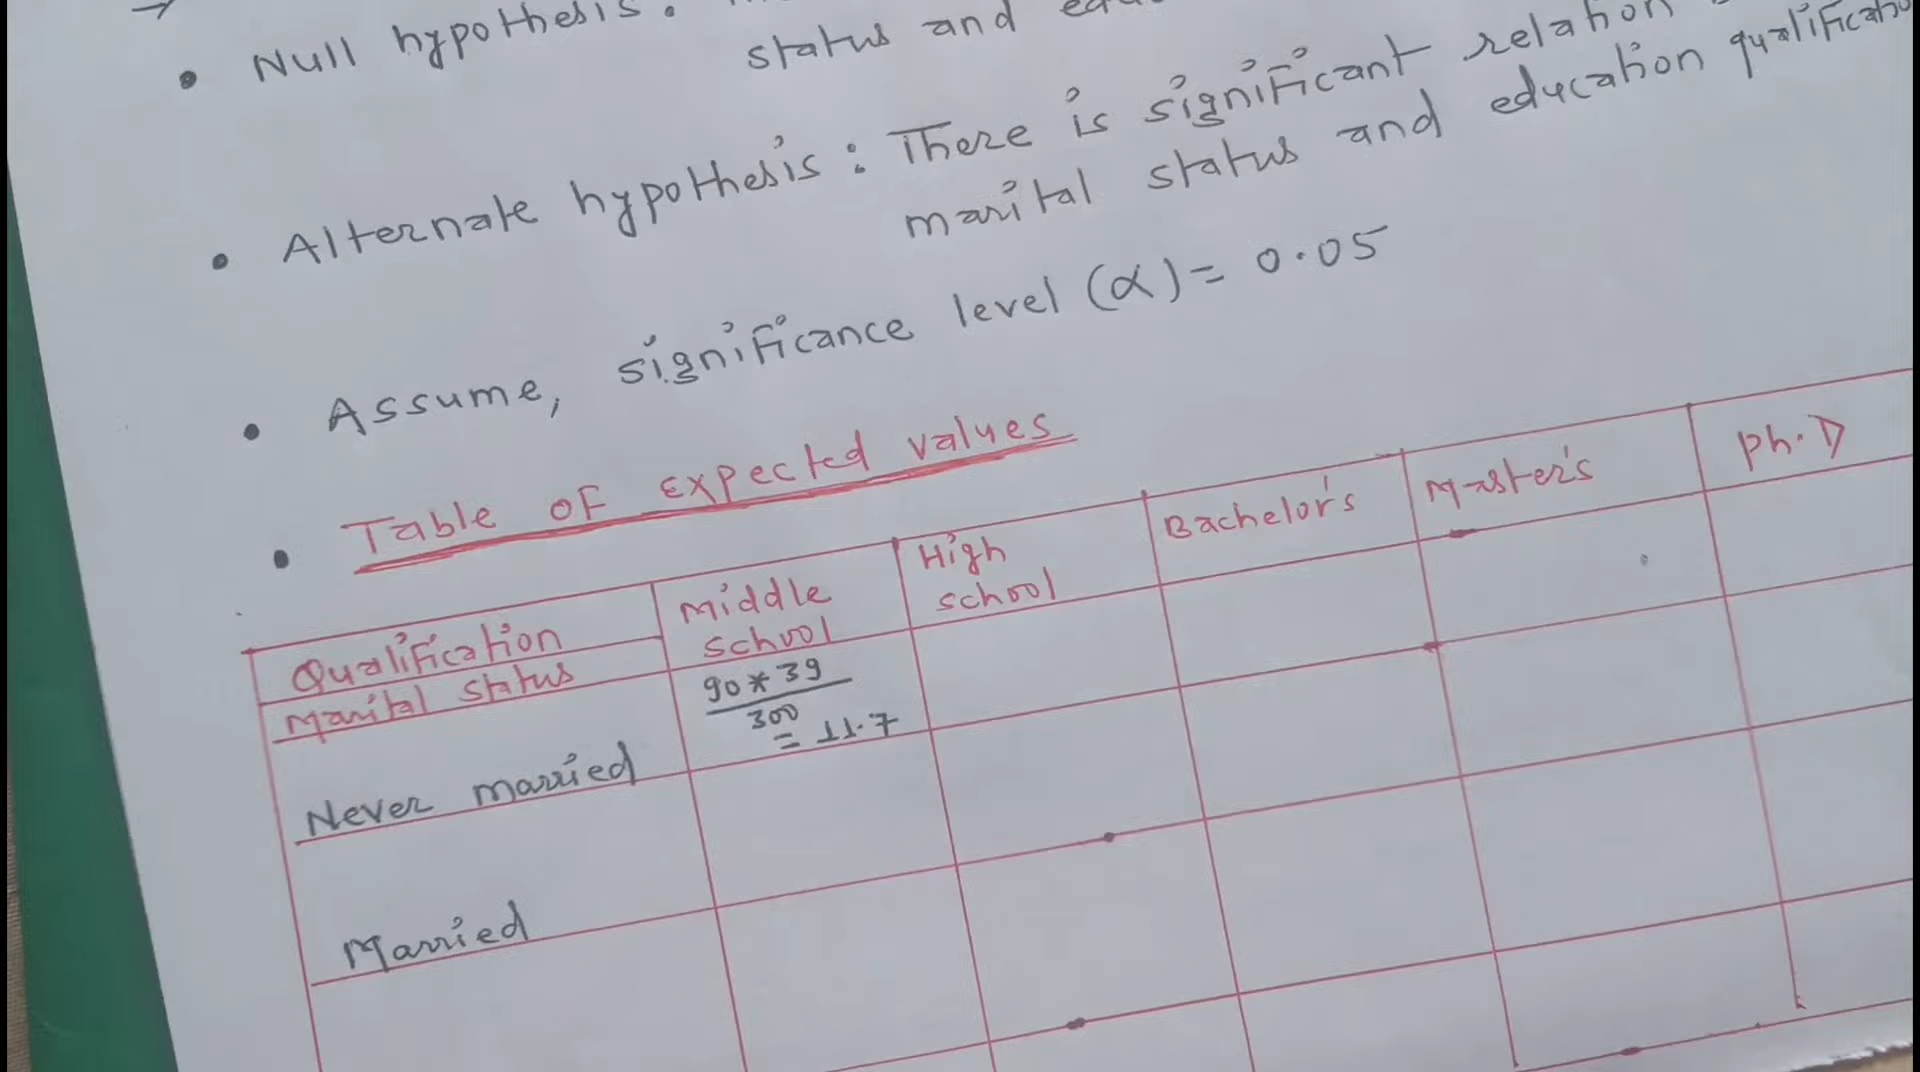 • Null hypothesis:
status and
• Alternate hypothesis: There is significant relation
marital status and education qualification
• Assume, significance level (α) = 0.05
• Table of expected values
Qualification
Marital status
Middle school
High school
Bachelor's
Master's
Ph.D
Never married
90*39
300
= 11.7
Married